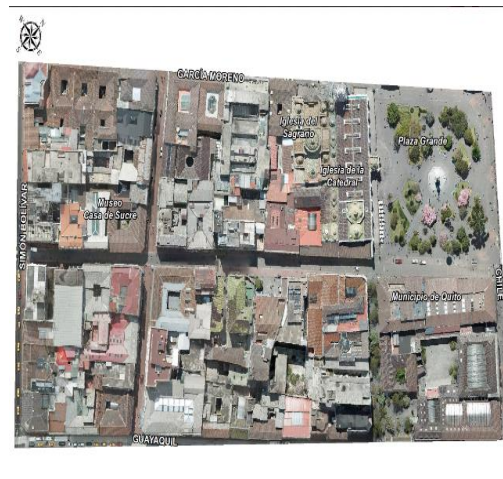 GARCÍA MORENO
Iglesia del
Sagrario
Plaza Grande
Iglesia de la
Catedral
Museo
Casa de Sucre
SIMÓN BOLÍVAR
CHILE
Municipio de Quito
GUAYAQUIL